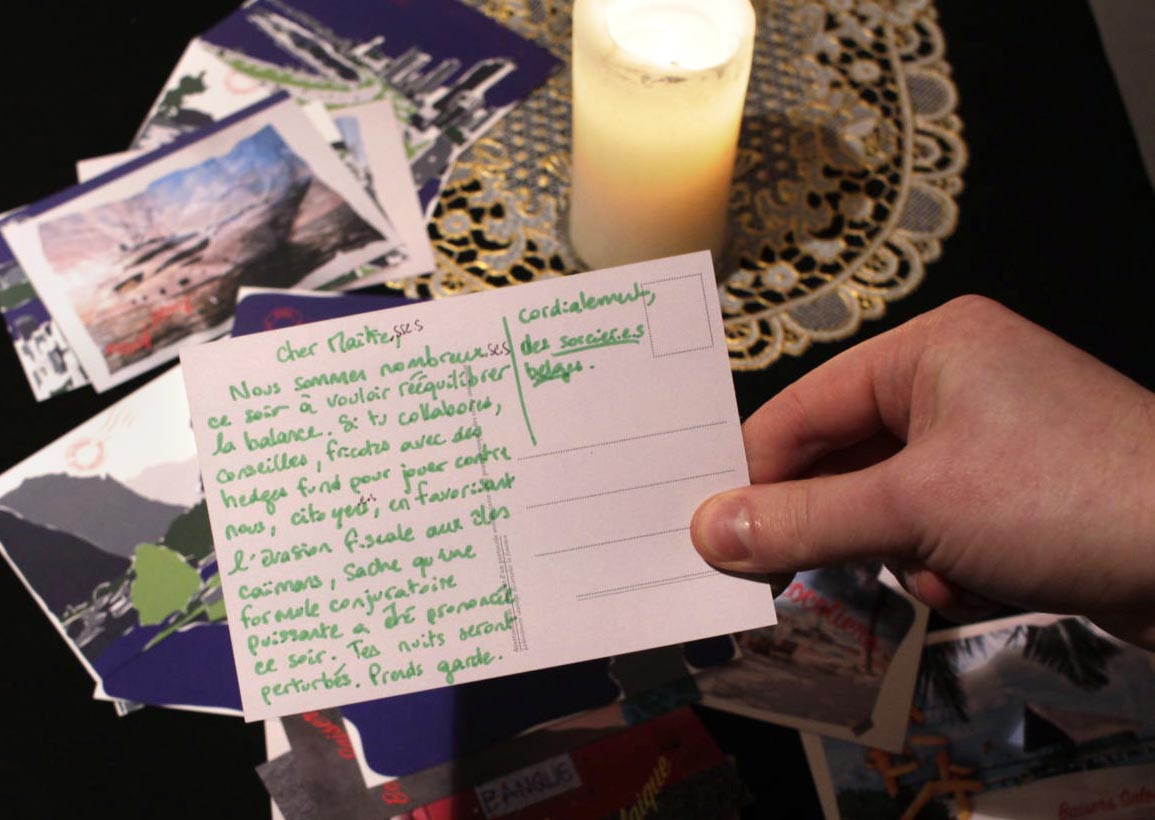 Cher Maître.sses
Nous sommes nombreux.ses
ce soir à vouloir rééquilibrer
la balance. Si tu collabores,
conseilles, fricotes avec des
hedges fund pour jouer contre
nous, citoyens, en favorisant
l'évasion fiscale aux îles
caïmans, sache qu'une
formule conjuratoire
puissante a été prononcée
ce soir. Tes nuits seront
perturbés. Prends garde.
cordialement,
des sorcier.e.s
belges.
BANQUE